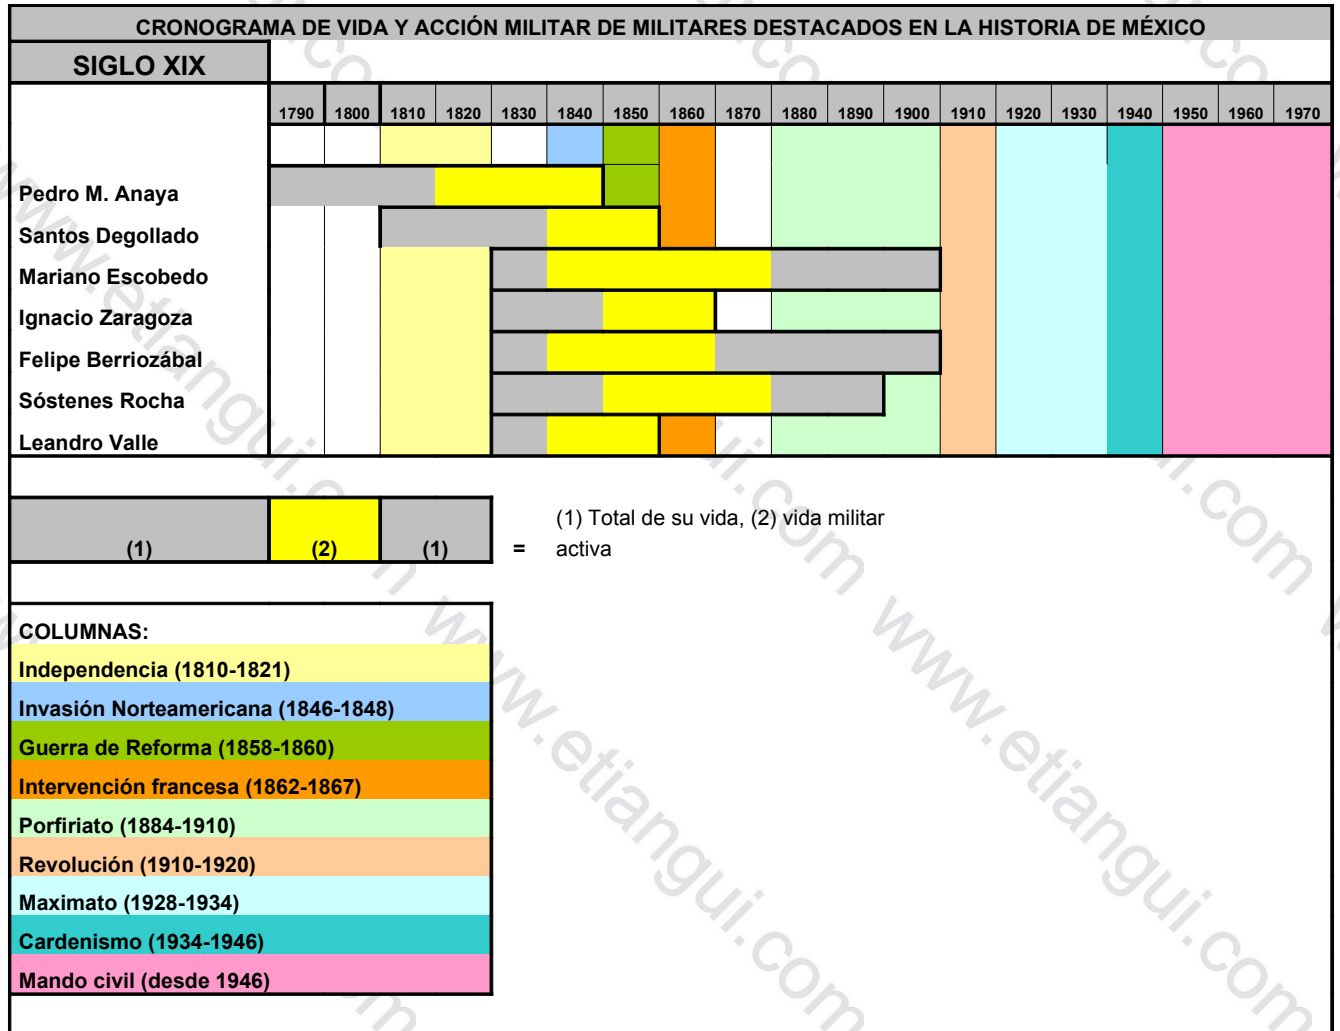 CRONOGRAMA DE VIDA Y ACCIÓN MILITAR DE MILITARES DESTACADOS EN LA HISTORIA DE MÉXICO
SIGLO XIX
1790 1800 1810 1820 1830 1840 1850 1860 1870 1880 1890 1900 1910 1920 1930 1940 1950 1960 1970
Pedro M. Anaya
Santos Degollado
Mariano Escobedo
Ignacio Zaragoza
Felipe Berriozábal
Sóstenes Rocha
Leandro Valle
(1) (2) (1) = (1) Total de su vida, (2) vida militar
activa
COLUMNAS:
Independencia (1810-1821)
Invasión Norteamericana (1846-1848)
Guerra de Reforma (1858-1860)
Intervención francesa (1862-1867)
Porfiriato (1884-1910)
Revolución (1910-1920)
Maximato (1928-1934)
Cardenismo (1934-1946)
Mando civil (desde 1946)
www.etiangui.com www.etiangui.com